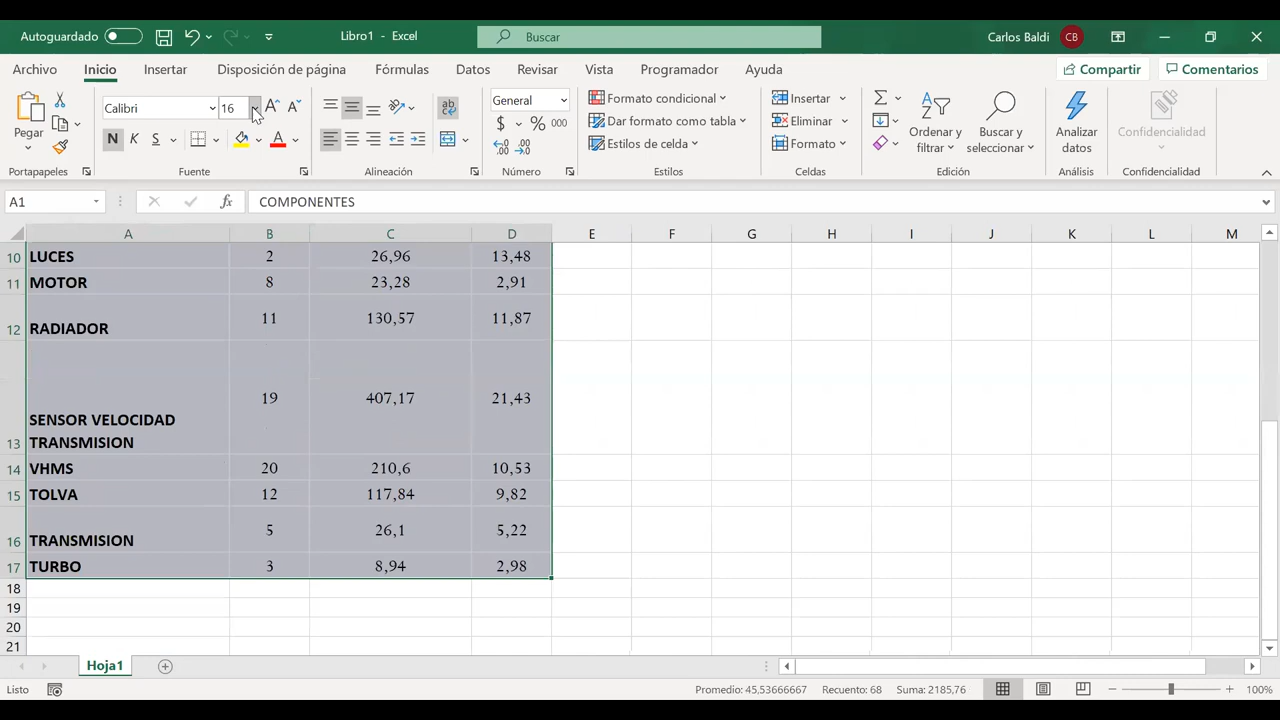 Autoguardado
Libro1 - Excel
Buscar
Carlos Baldi CB
Archivo Inicio Insertar Disposición de página Fórmulas Datos Revisar Vista Programador Ayuda Compartir Comentarios
Pegar
Portapapeles
Calibri 16
N K S
Fuente
ab
Alineación
General
$ % 000
Número
Formato condicional
Dar formato como tabla
Estilos de celda
Estilos
Insertar
Eliminar
Formato
Celdas
Ordenar y filtrar
Buscar y seleccionar
Edición
Analizar datos
Análisis
Confidencialidad
Confidencialidad
A1 fx COMPONENTES
A B C D E F G H I J K L M
10 LUCES 2 26,96 13,48
11 MOTOR 8 23,28 2,91
12 RADIADOR 11 130,57 11,87
13 SENSOR VELOCIDAD TRANSMISION 19 407,17 21,43
14 VHMS 20 210,6 10,53
15 TOLVA 12 117,84 9,82
16 TRANSMISION 5 26,1 5,22
17 TURBO 3 8,94 2,98
18
19
20
21
Hoja1
Listo Promedio: 45,53666667 Recuento: 68 Suma: 2185,76 100%